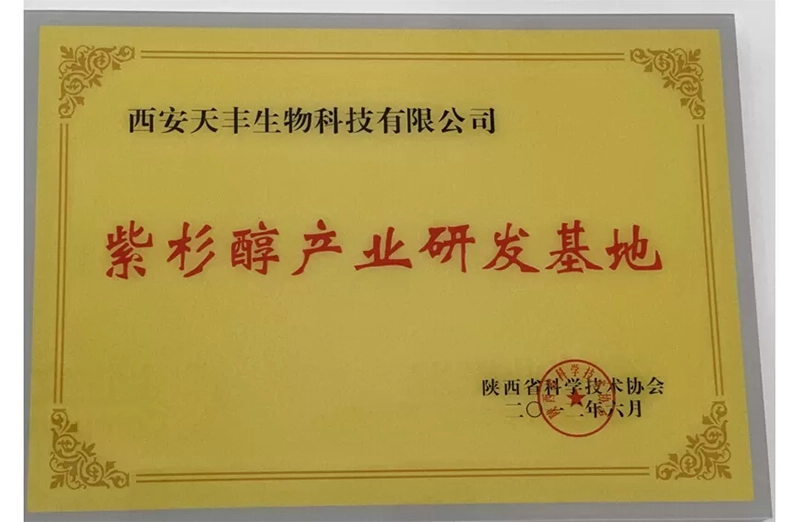 西安天丰生物科技有限公司
紫杉醇产业研发基地
陕西省科学技术协会
二〇一二年六月